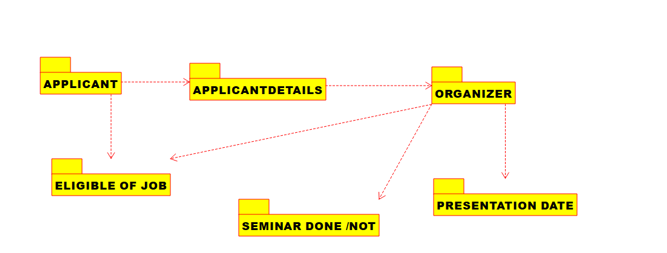 APPLICANT
APPLICANTDETAILS
ORGANIZER
ELIGIBLE OF JOB
SEMINAR DONE /NOT
PRESENTATION DATE